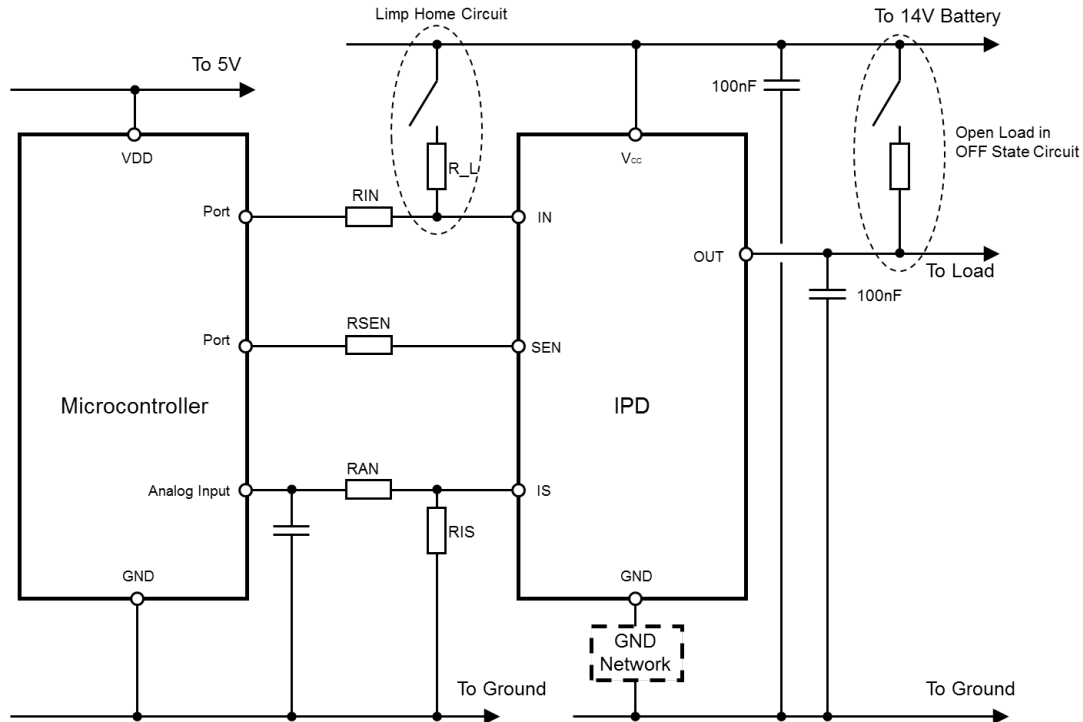 Limp Home Circuit
To 14V Battery
To 5V
100nF
VDD
Vcc
R_L
Open Load in
OFF State Circuit
Port
RIN
IN
OUT
To Load
100nF
Port
RSEN
SEN
Microcontroller
IPD
Analog Input
RAN
IS
RIS
GND
GND
GND
Network
To Ground
To Ground